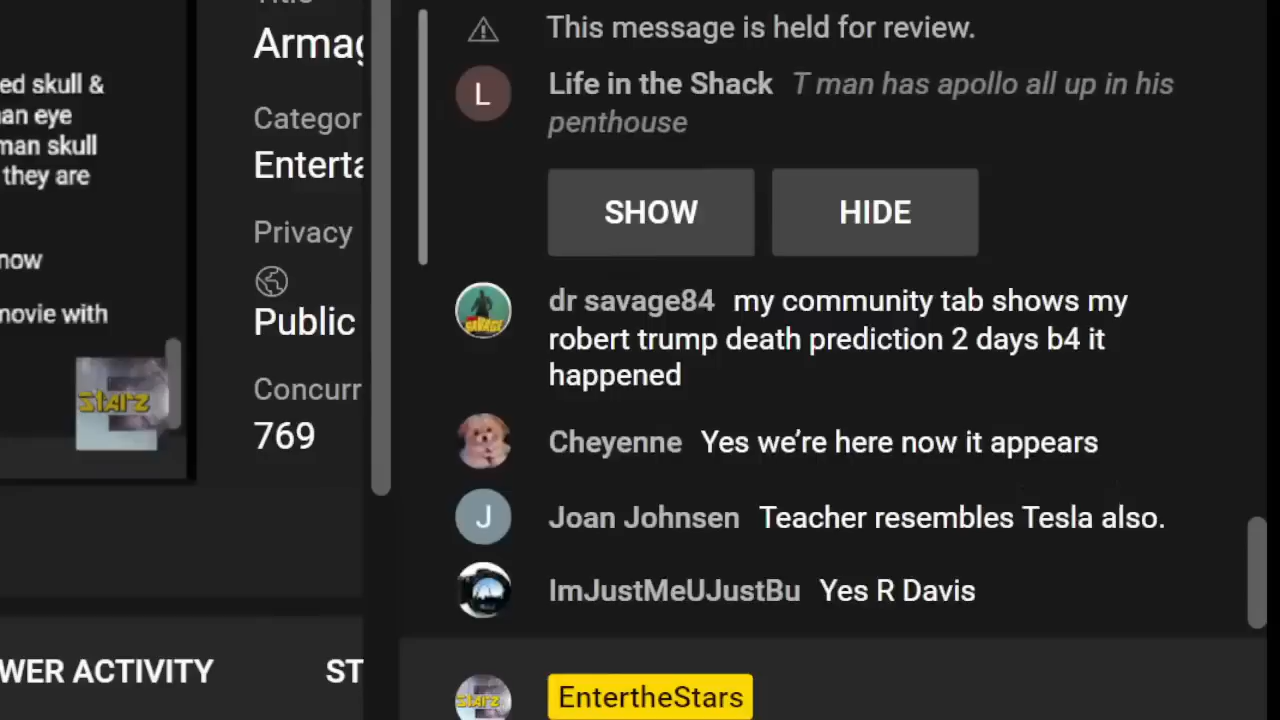 ed skull &
an eye
man skull
they are
now
movie with
STARZ
Armag
Categor
Enterta
Privacy
Public
Concurr
769
WER ACTIVITY
ST
This message is held for review.
L
Life in the Shack T man has apollo all up in his
penthouse
SHOW HIDE
dr savage84 my community tab shows my
robert trump death prediction 2 days b4 it
happened
Cheyenne Yes we’re here now it appears
J
Joan Johnsen Teacher resembles Tesla also.
ImJustMeUJustBu Yes R Davis
STARZ
EntertheStars